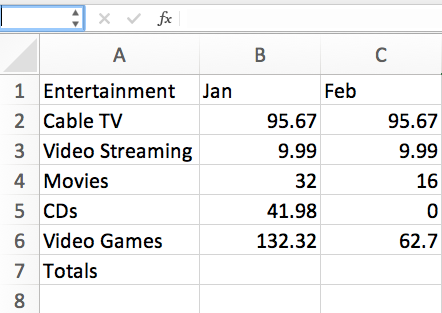 fx
A B C
1 Entertainment Jan Feb
2 Cable TV 95.67 95.67
3 Video Streaming 9.99 9.99
4 Movies 32 16
5 CDs 41.98 0
6 Video Games 132.32 62.7
7 Totals
8